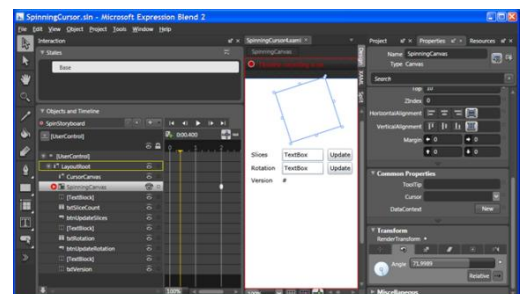 SpinningCursor.sln - Microsoft Expression Blend 2
File Edit View Object Project Tools Window Help
Interaction
States
Base
Objects and Timeline
SpinStoryboard
0:00.400
[UserControl]
[UserControl]
LayoutRoot
CursorCanvas
SpinningCanvas
[TextBlock]
txtSliceCount
btnUpdateSlices
[TextBlock]
txtRotation
btnUpdateRotation
[TextBlock]
txtVersion
100%
SpinningCanvas
Design
XAML
Split
Slices TextBox Update
Rotation TextBox Update
Version #
Project Properties Resources
Name SpinningCanvas
Type Canvas
Search
Top 10
ZIndex 0
HorizontalAlignment
VerticalAlignment
Margin 0 0
0 0
Common Properties
ToolTip
Cursor
DataContext New
Transform
RenderTransform
Angle 73.9989
Relative
Miscellaneous